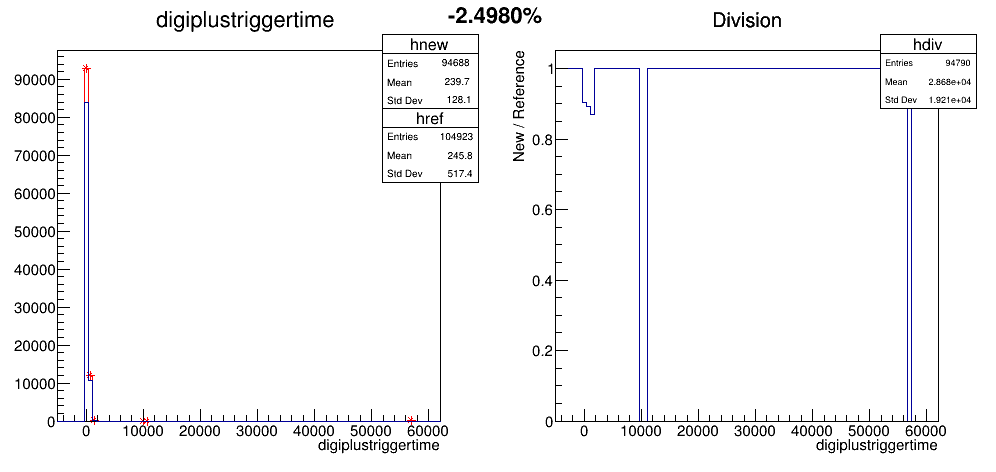 -2.4980%
digiplustriggertime
hnew
Entries 94688
Mean 239.7
Std Dev 128.1
href
Entries 104923
Mean 245.8
Std Dev 517.4
90000
80000
70000
60000
50000
40000
30000
20000
10000
0
0 10000 20000 30000 40000 50000 60000
digiplustriggertime
Division
hdiv
Entries 94790
Mean 2.868e+04
Std Dev 1.921e+04
New / Reference
1
0.8
0.6
0.4
0.2
0
0 10000 20000 30000 40000 50000 60000
digiplustriggertime